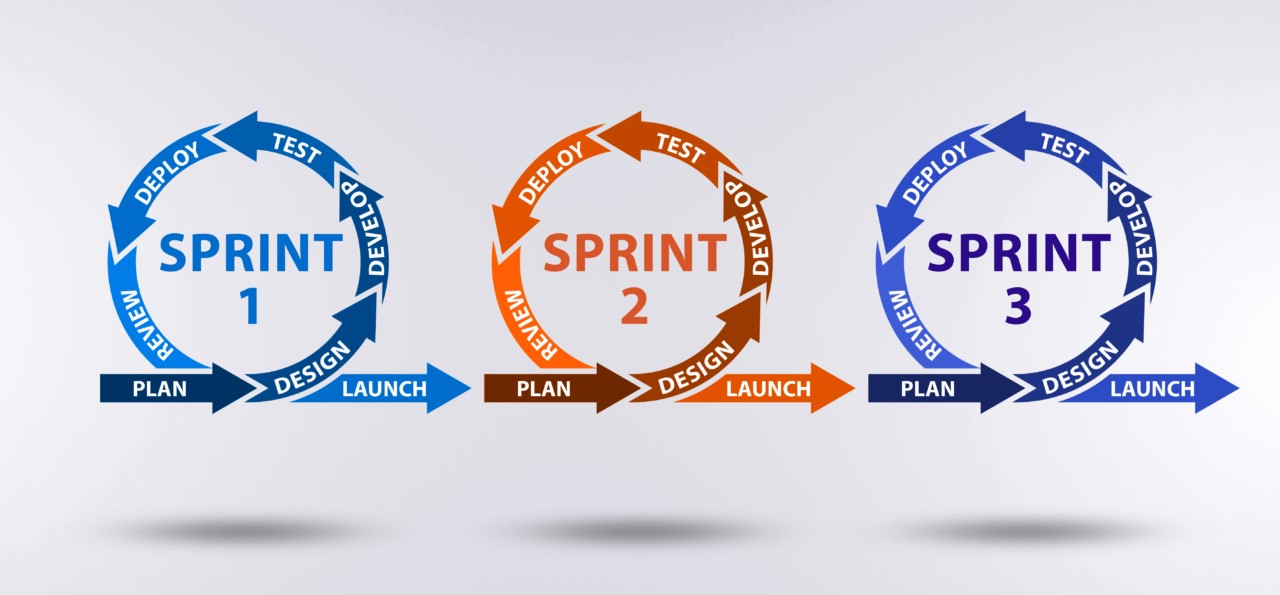 SPRINT
1
PLAN
DESIGN
DEVELOP
TEST
DEPLOY
REVIEW
LAUNCH
SPRINT
2
PLAN
DESIGN
DEVELOP
TEST
DEPLOY
REVIEW
LAUNCH
SPRINT
3
PLAN
DESIGN
DEVELOP
TEST
DEPLOY
REVIEW
LAUNCH